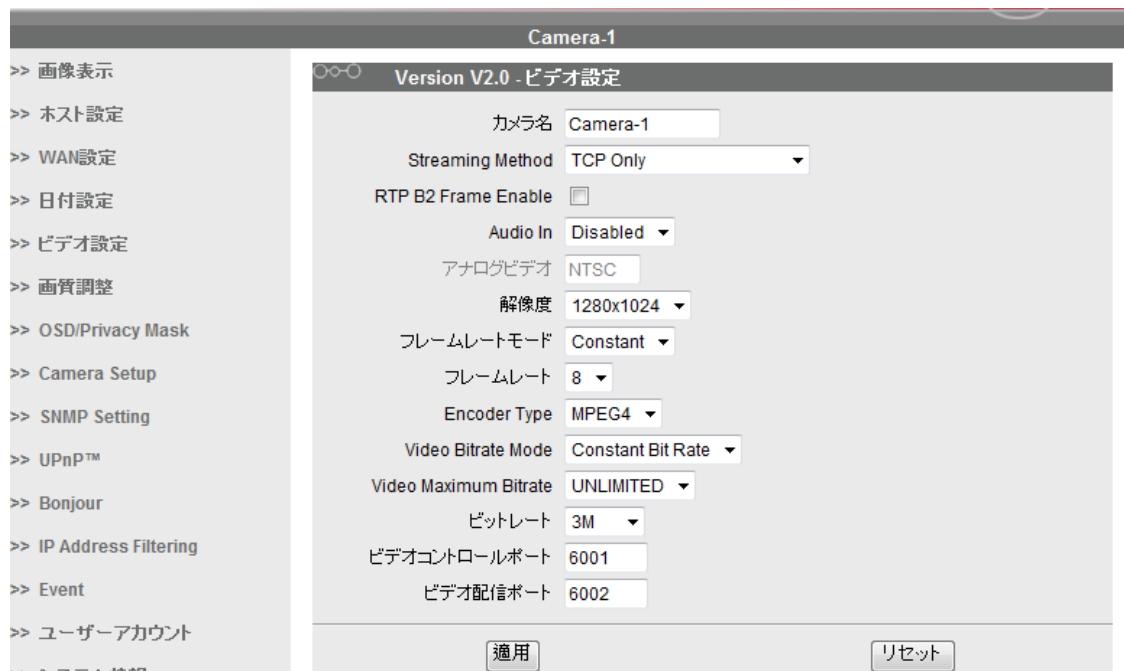 Camera-1
>> 画像表示
>> ホスト設定
>> WAN設定
>> 日付設定
>> ビデオ設定
>> 画質調整
>> OSD/Privacy Mask
>> Camera Setup
>> SNMP Setting
>> UPnP™
>> Bonjour
>> IP Address Filtering
>> Event
>> ユーザーアカウント
Version V2.0 - ビデオ設定
カメラ名 Camera-1
Streaming Method TCP Only
RTP B2 Frame Enable
Audio In Disabled
アナログビデオ NTSC
解像度 1280x1024
フレームレートモード Constant
フレームレート 8
Encoder Type MPEG4
Video Bitrate Mode Constant Bit Rate
Video Maximum Bitrate UNLIMITED
ビットレート 3M
ビデオコントロールポート 6001
ビデオ配信ポート 6002
適用 リセット